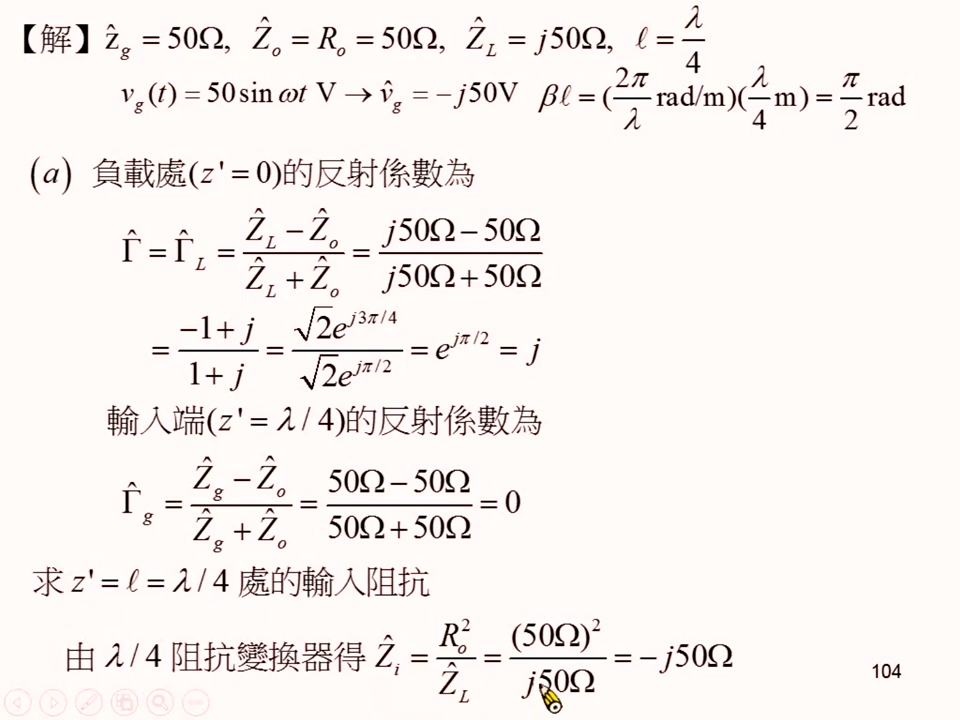 【解】ẑ_g = 50Ω, Ẑ_o = R_o = 50Ω, Ẑ_L = j50Ω, ℓ = λ/4
v_g(t) = 50sin ωt V → v̂_g = −j50V  βℓ = (2π/λ rad/m)(λ/4 m) = π/2 rad
(a) 負載處(z' = 0)的反射係數為
Γ̂ = Γ̂_L = (Ẑ_L − Ẑ_o)/(Ẑ_L + Ẑ_o) = (j50Ω − 50Ω)/(j50Ω + 50Ω)
= (−1 + j)/(1 + j) = (√2e^{j3π/4})/(√2e^{jπ/2}) = e^{jπ/2} = j
輸入端(z' = λ / 4)的反射係數為
Γ̂_g = (Ẑ_g − Ẑ_o)/(Ẑ_g + Ẑ_o) = (50Ω − 50Ω)/(50Ω + 50Ω) = 0
求 z' = ℓ = λ / 4 處的輸入阻抗
由 λ / 4 阻抗變換器得 Ẑ_i = R_o^2/Ẑ_L = (50Ω)^2/j50Ω = −j50Ω
104